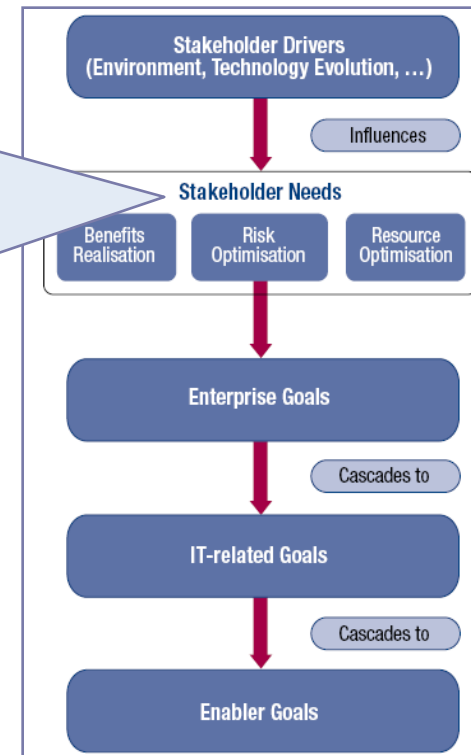 Stakeholder Drivers
(Environment, Technology Evolution, …)
Influences
Stakeholder Needs
Benefits
Realisation
Risk
Optimisation
Resource
Optimisation
Enterprise Goals
Cascades to
IT-related Goals
Cascades to
Enabler Goals